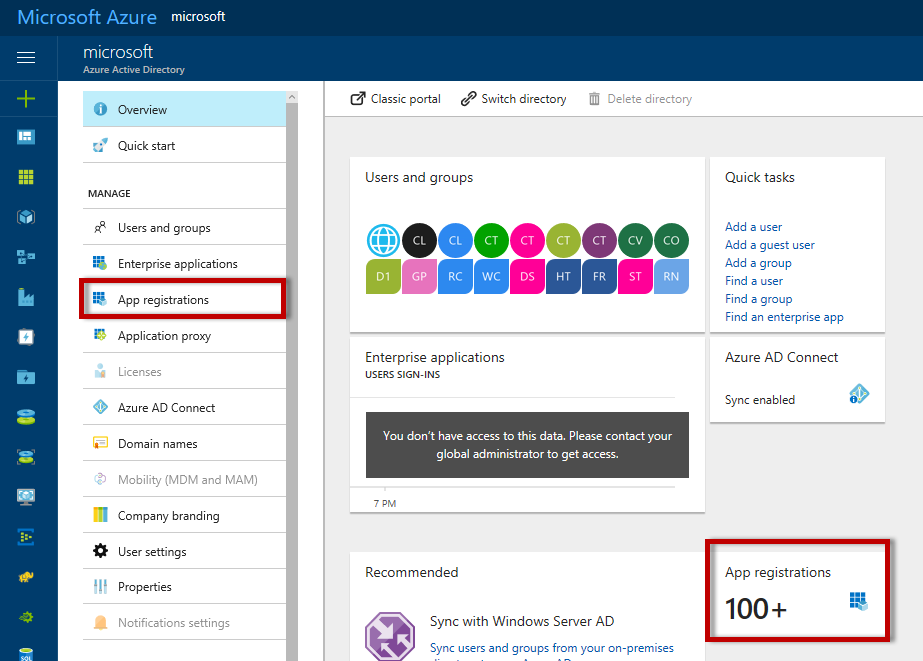 Microsoft Azure microsoft
microsoft
Azure Active Directory
Overview
Quick start
MANAGE
Users and groups
Enterprise applications
App registrations
Application proxy
Licenses
Azure AD Connect
Domain names
Mobility (MDM and MAM)
Company branding
User settings
Properties
Notifications settings
SQL
Classic portal Switch directory Delete directory
Users and groups
CL CL CT CT CT CT CV CO
D1 GP RC WC DS HT FR ST RN
Quick tasks
Add a user
Add a guest user
Add a group
Find a user
Find a group
Find an enterprise app
Enterprise applications
USERS SIGN-INS
You don't have access to this data. Please contact your
global administrator to get access.
7 PM
Azure AD Connect
Sync enabled
Recommended
Sync with Windows Server AD
Sync users and groups from your on-premises
App registrations
100+